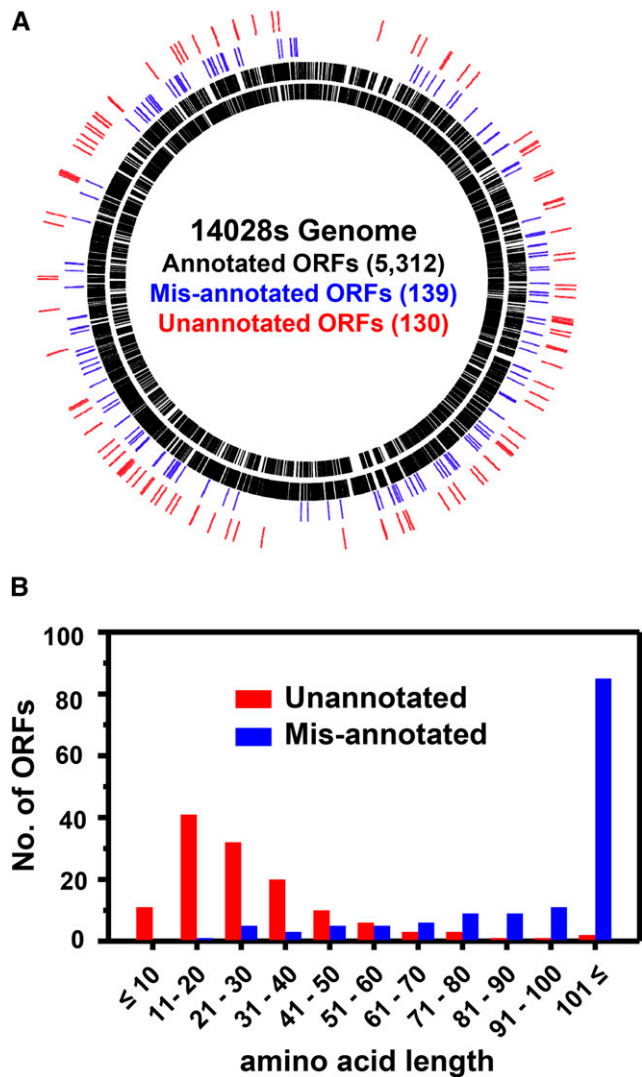 A
14028s Genome
Annotated ORFs (5,312)
Mis-annotated ORFs (139)
Unannotated ORFs (130)
B
100
80
60
40
20
0
No. of ORFs
Unannotated
Mis-annotated
≤ 10
11- 20
21 - 30
31 - 40
41 - 50
51 - 60
61 - 70
71 - 80
81 - 90
91 - 100
101 ≤
amino acid length